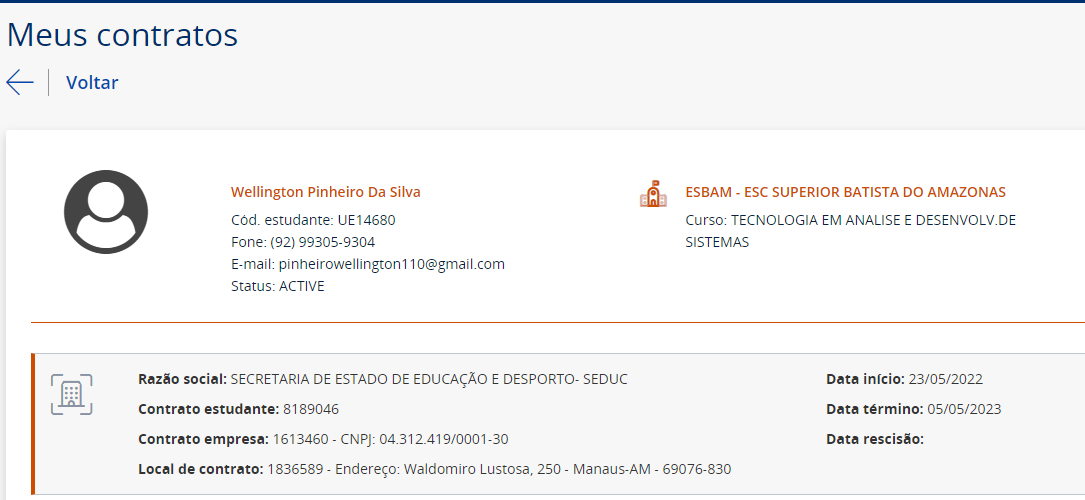 Meus contratos
Voltar
Wellington Pinheiro Da Silva
Cód. estudante: UE14680
Fone: (92) 99305-9304
E-mail: pinheirowellington110@gmail.com
Status: ACTIVE
ESBAM - ESC SUPERIOR BATISTA DO AMAZONAS
Curso: TECNOLOGIA EM ANALISE E DESENVOLV.DE
SISTEMAS
Razão social: SECRETARIA DE ESTADO DE EDUCAÇÃO E DESPORTO- SEDUC
Contrato estudante: 8189046
Contrato empresa: 1613460 - CNPJ: 04.312.419/0001-30
Local de contrato: 1836589 - Endereço: Waldomiro Lustosa, 250 - Manaus-AM - 69076-830
Data início: 23/05/2022
Data término: 05/05/2023
Data rescisão: